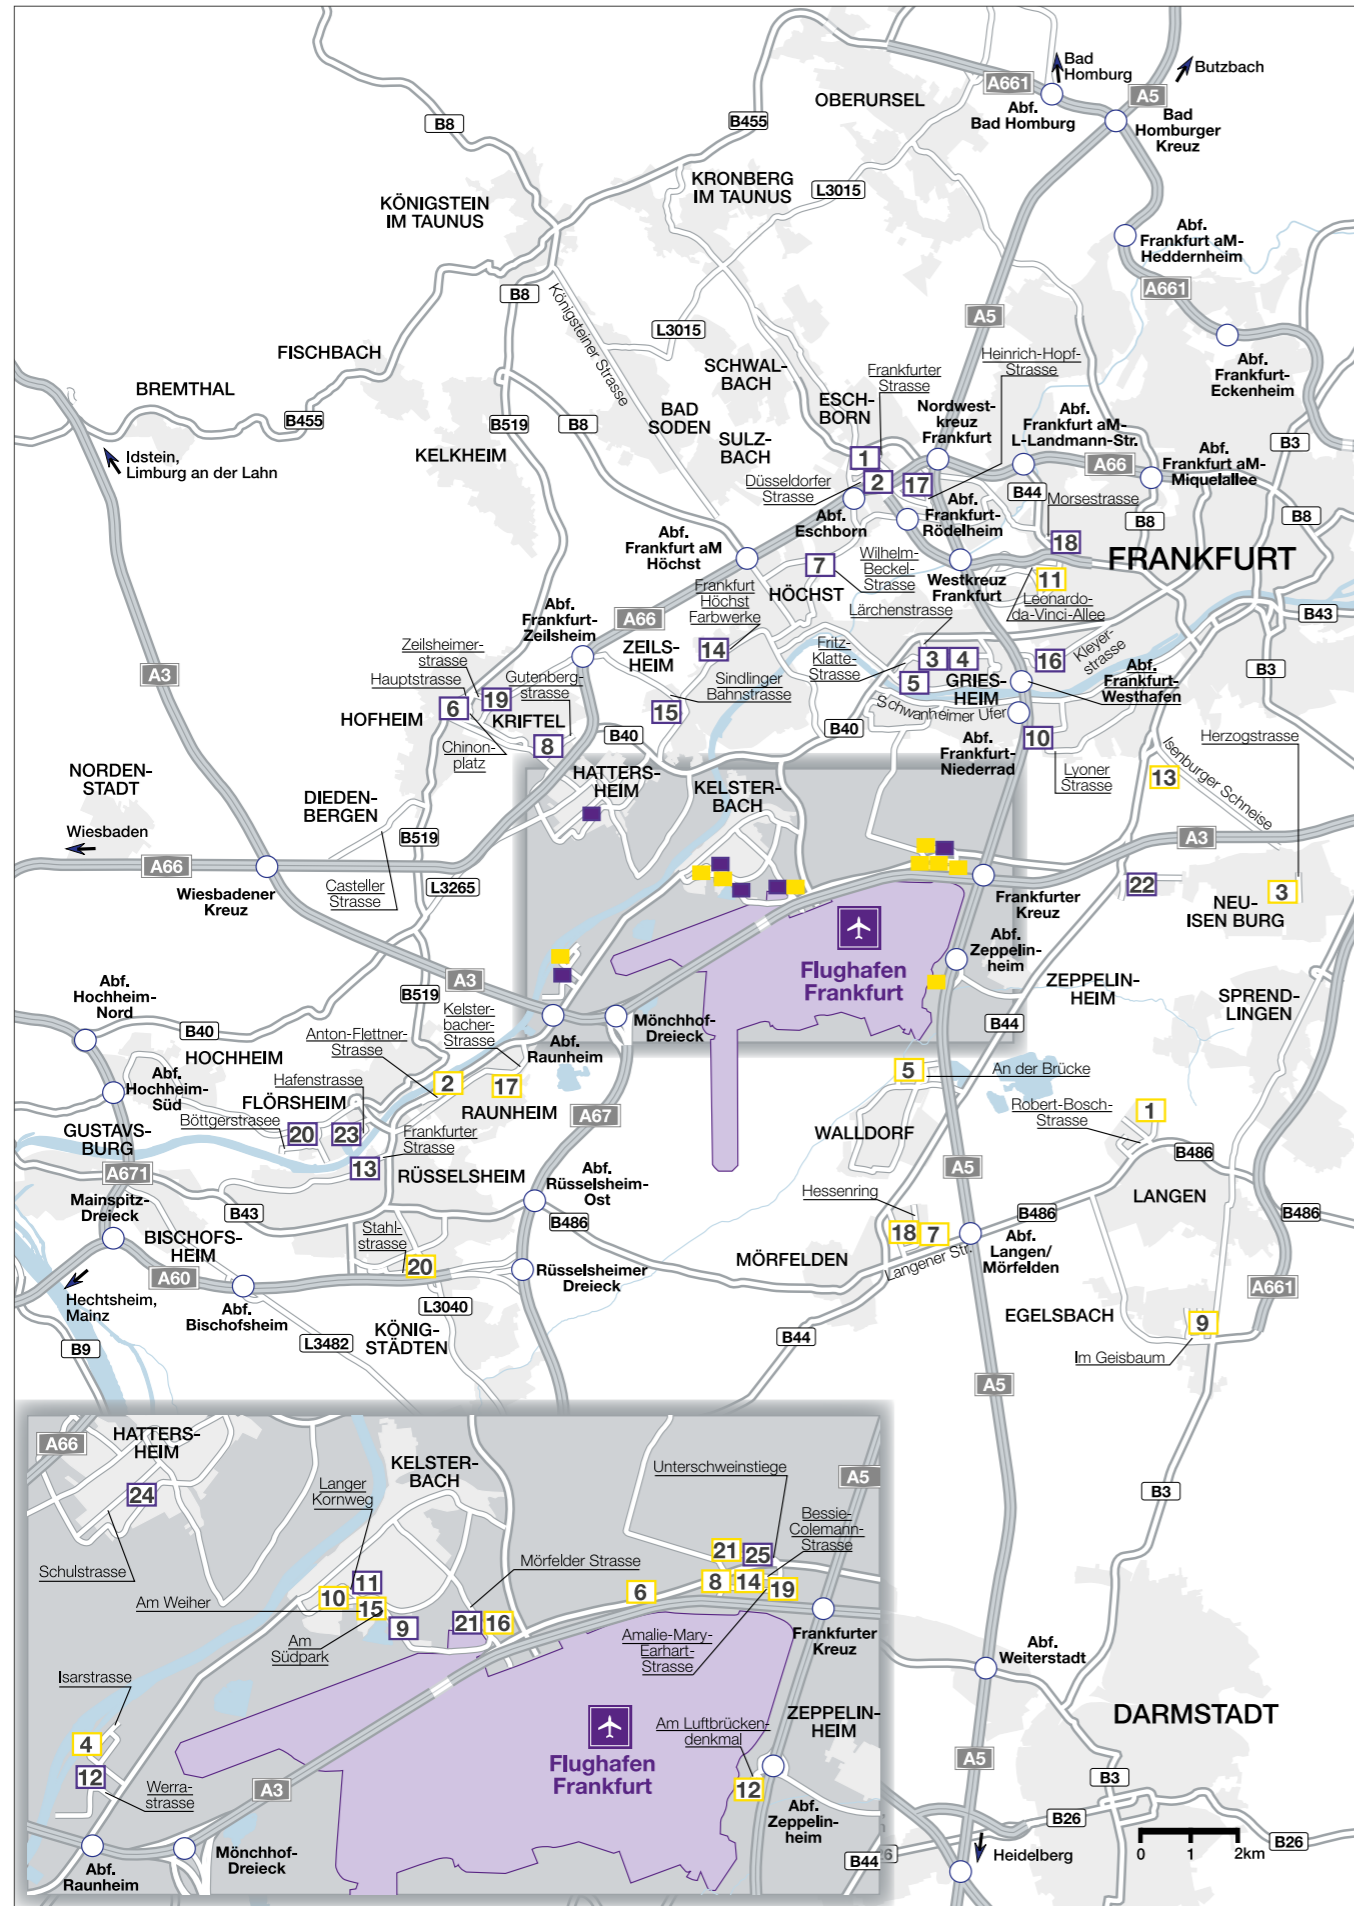 Bad
Homburg
Butzbach
A661
A5
OBERURSEL
Abf.
Bad Homburg
Bad
Homburger
Kreuz
B8
B455
KRONBERG
IM TAUNUS
L3015
KÖNIGSTEIN
IM TAUNUS
Abf.
Frankfurt aM-
Heddernheim
A661
B8
Königsteiner Strasse
A5
L3015
Heinrich-Hopf-
Strasse
FISCHBACH
SCHWAL-
BACH
Frankfurter
Strasse
Abf.
Frankfurt-
Eckenheim
BREMTHAL
ESCH-
BORN
Nordwest-
kreuz
Frankfurt
Abf.
Frankfurt aM-
L-Landmann-Str.
B455
B519
B8
BAD
SODEN
SULZ-
BACH
B3
Idstein,
Limburg an der Lahn
KELKHEIM
1
A66
Abf.
Frankfurt aM-
Miquelallee
Düsseldorfer
Strasse
2
17
B44
Morsestrasse
Abf.
Eschborn
Abf.
Frankfurt-
Rödelheim
B8
B8
Abf.
Frankfurt aM
Höchst
18
FRANKFURT
7
Wilhelm-
Beckel-
Strasse
Westkreuz
Frankfurt
11
Frankfurt
Höchst
Farbwerke
HÖCHST
Leonardo-
da-Vinci-Allee
Abf.
Frankfurt-
Zeilsheim
A66
Lärchenstrasse
B43
Zeilsheimer-
strasse
ZEILS-
HEIM
14
Fritz-
Klatte-
Strasse
3
4
16
Kleyer-
strasse
A3
Hauptstrasse
Gutenberg-
strasse
Sindlinger
Bahnstrasse
5
GRIES-
HEIM
Abf.
Frankfurt-
Westhafen
B3
19
6
HOFHEIM
KRIFTEL
15
Schwanheimer Ufer
8
B40
B40
10
Herzogstrasse
Chinon-
platz
Abf.
Frankfurt-
Niederrad
Lyoner
Strasse
Isenburger Schneise
13
NORDEN-
STADT
HATTERS-
HEIM
KELSTER-
BACH
DIEDEN-
BERGEN
Wiesbaden
B519
A3
A66
Wiesbadener
Kreuz
Casteller
Strasse
L3265
Frankfurter
Kreuz
22
NEU-
ISEN BURG
3
Flughafen
Frankfurt
Abf.
Zeppelin-
heim
ZEPPELIN-
HEIM
SPREND-
LINGEN
A3
Abf.
Hochheim-
Nord
B519
B40
Kelster-
bacher-
Strasse
Mönchhof-
Dreieck
B44
Anton-Flettner-
Strasse
Abf.
Raunheim
HOCHHEIM
Abf.
Hochheim-
Süd
Hafenstrasse
2
17
5
An der Brücke
FLÖRSHEIM
RAUNHEIM
A67
Robert-Bosch-
Strasse
1
Böttgerstrasee
GUSTAVS-
BURG
20
23
Frankfurter
Strasse
WALLDORF
B486
13
RÜSSELSHEIM
A671
Abf.
Rüsselsheim-
Ost
A5
Hessenring
LANGEN
Mainspitz-
Dreieck
B43
B486
B486
B486
BISCHOFS-
HEIM
Stahl-
strasse
18
7
MÖRFELDEN
Langener Str.
Abf.
Langen/
Mörfelden
A60
20
Rüsselsheimer
Dreieck
Hechtsheim,
Mainz
Abf.
Bischofsheim
L3040
A661
EGELSBACH
9
B9
L3482
KÖNIG-
STÄDTEN
B44
Im Geisbaum
A5
HATTERS-
HEIM
A66
KELSTER-
BACH
Unterschweinstiege
A5
24
Langer
Kornweg
B3
Bessie-
Colemann-
Strasse
21
25
Schulstrasse
Mörfelder Strasse
11
10
6
8
14
19
Am Weiher
15
9
21
16
Am
Südpark
Amalie-Mary-
Earhart-
Strasse
Frankfurter
Kreuz
Abf.
Weiterstadt
Isarstrasse
4
Am Luftbrücken-
denkmal
ZEPPELIN-
HEIM
DARMSTADT
12
Flughafen
Frankfurt
A5
Werra-
strasse
A3
12
B3
Abf.
Zeppelin-
heim
B26
Mönchhof-
Dreieck
Abf.
Raunheim
B44
Heidelberg
B26
0
1
2km